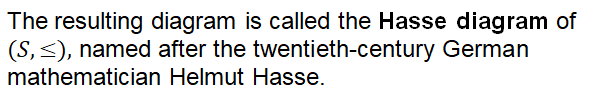 The resulting diagram is called the Hasse diagram of
(S, ≤), named after the twentieth-century German
mathematician Helmut Hasse.